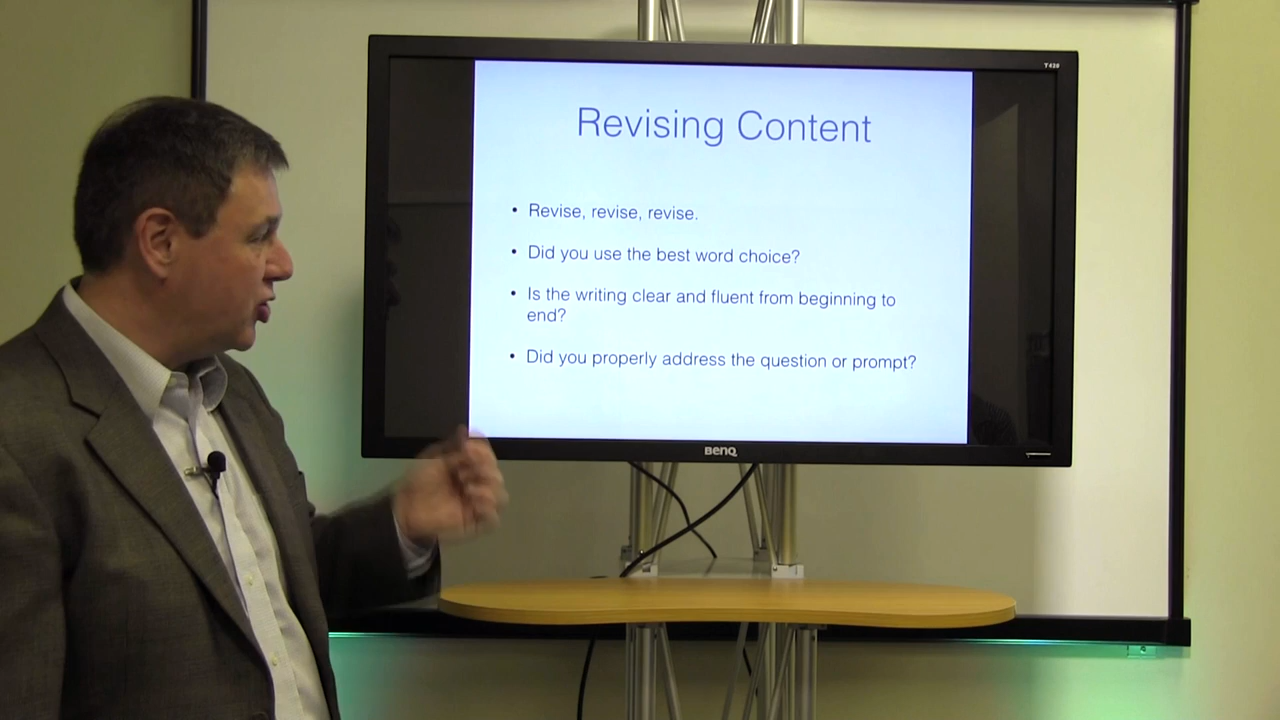 T420
Revising Content
• Revise, revise, revise.
• Did you use the best word choice?
• Is the writing clear and fluent from beginning to
end?
• Did you properly address the question or prompt?
BenQ